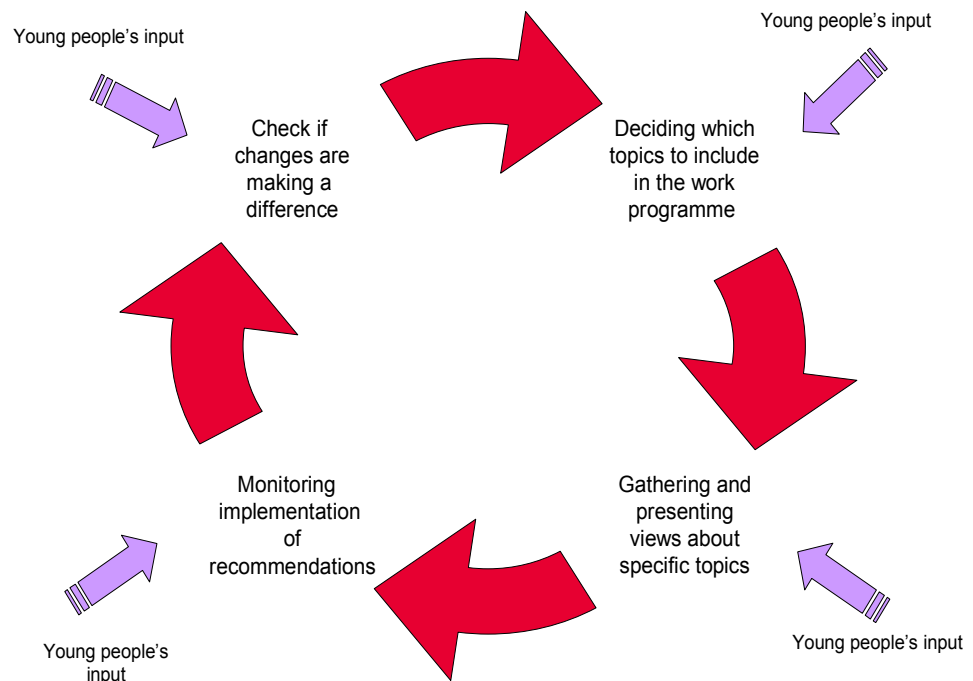 Young people's input
Young people's input
Check if
changes are
making a
difference
Deciding which
topics to include
in the work
programme
Monitoring
implementation
of
recommendations
Gathering and
presenting
views about
specific topics
Young people's
input
Young people's input